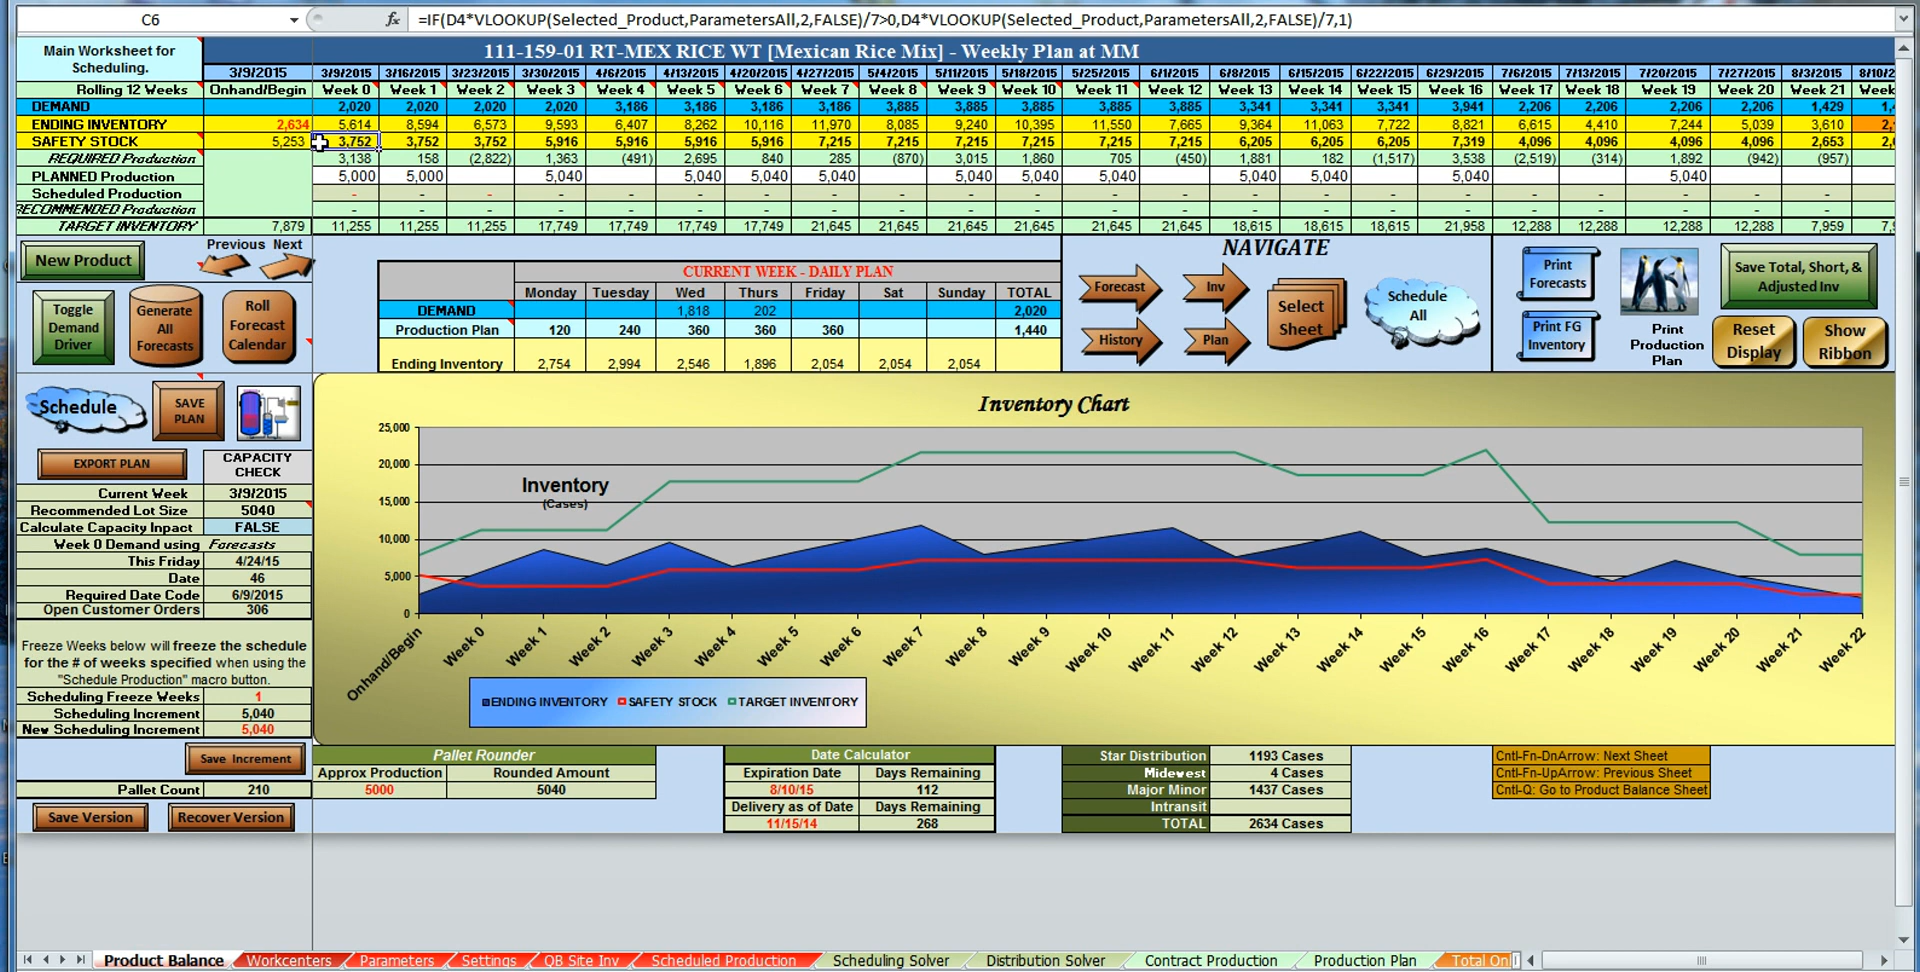 C6 fx =IF(D4*VLOOKUP(Selected_Product,ParametersAll,2,FALSE)/7>0,D4*VLOOKUP(Selected_Product,ParametersAll,2,FALSE)/7,1)
Main Worksheet for Scheduling. 111-159-01 RT-MEX RICE WT [Mexican Rice Mix] - Weekly Plan at MM
3/9/2015 3/9/2015 3/16/2015 3/23/2015 3/30/2015 4/6/2015 4/13/2015 4/20/2015 4/27/2015 5/4/2015 5/11/2015 5/18/2015 5/25/2015 6/1/2015 6/8/2015 6/15/2015 6/22/2015 6/29/2015 7/6/2015 7/13/2015 7/20/2015 7/27/2015 8/3/2015 8/10/2
Rolling 12 Weeks Onhand/Begin Week 0 Week 1 Week 2 Week 3 Week 4 Week 5 Week 6 Week 7 Week 8 Week 9 Week 10 Week 11 Week 12 Week 13 Week 14 Week 15 Week 16 Week 17 Week 18 Week 19 Week 20 Week 21 Week
DEMAND 2,020 2,020 2,020 2,020 3,186 3,186 3,186 3,186 3,885 3,885 3,885 3,885 3,885 3,341 3,341 3,341 3,941 2,206 2,206 2,206 2,206 1,429
ENDING INVENTORY 2,634 5,614 8,594 6,573 9,593 6,407 8,262 10,116 11,970 8,085 9,240 10,395 11,550 7,665 9,364 11,063 7,722 8,821 6,615 4,410 7,244 5,039 3,610
SAFETY STOCK 5,253 3,752 3,752 3,752 5,916 5,916 5,916 5,916 7,215 7,215 7,215 7,215 7,215 7,215 6,205 6,205 6,205 7,319 4,096 4,096 4,096 4,096 2,653
REQUIRED Production 3,138 158 (2,822) 1,363 (491) 2,695 840 285 (870) 3,015 1,860 705 (450) 1,881 182 (1,517) 3,538 (2,519) (314) 1,892 (942) (957)
PLANNED Production 5,000 5,000 5,040 5,040 5,040 5,040 5,040 5,040 5,040 5,040 5,040 5,040 5,040
Scheduled Production - - - - - - - - - - - - - - - - - - - - - -
RECOMMENDED Production - - - - - - - - - - - - - - - - - - - - - -
TARGET INVENTORY 7,879 11,255 11,255 11,255 17,749 17,749 17,749 17,749 21,645 21,645 21,645 21,645 21,645 21,645 18,615 18,615 18,615 21,958 12,288 12,288 12,288 12,288 7,959
New Product
Previous Next
Toggle Demand Driver
Generate All Forecasts
Roll Forecast Calendar
CURRENT WEEK - DAILY PLAN
Monday Tuesday Wed Thurs Friday Sat Sunday TOTAL
DEMAND 1,818 202 2,020
Production Plan 120 240 360 360 360 1,440
Ending Inventory 2,754 2,994 2,546 1,896 2,054 2,054 2,054
NAVIGATE
Forecast Inv
History Plan
Select Sheet
Schedule All
Print Forecasts
Print FG Inventory
Print Production Plan
Save Total, Short, & Adjusted Inv
Reset Display
Show Ribbon
Schedule
SAVE PLAN
EXPORT PLAN
CAPACITY CHECK
Current Week 3/9/2015
Recommended Lot Size 5040
Calculate Capacity Inpact FALSE
Week 0 Demand using Forecasts
This Friday 4/24/15
Date 46
Required Date Code 6/9/2015
Open Customer Orders 306
Freeze Weeks below will freeze the schedule
for the # of weeks specified when using the
"Schedule Production" macro button.
Scheduling Freeze Weeks 1
Scheduling Increment 5,040
New Scheduling Increment 5,040
Save Increment
Pallet Count 210
Save Version Recover Version
Inventory Chart
Inventory
(Cases)
25,000
20,000
15,000
10,000
5,000
0
Onhand/Begin Week 0 Week 1 Week 2 Week 3 Week 4 Week 5 Week 6 Week 7 Week 8 Week 9 Week 10 Week 11 Week 12 Week 13 Week 14 Week 15 Week 16 Week 17 Week 18 Week 19 Week 20 Week 21 Week 22
ENDING INVENTORY SAFETY STOCK TARGET INVENTORY
Pallet Rounder
Approx Production Rounded Amount
5000 5040
Date Calculator
Expiration Date Days Remaining
8/10/15 112
Delivery as of Date Days Remaining
11/15/14 268
Star Distribution 1193 Cases
Midewest 4 Cases
Major Minor 1437 Cases
Intransit
TOTAL 2634 Cases
Cntl-Fn-DnArrow: Next Sheet
Cntl-Fn-UpArrow: Previous Sheet
Cntl-Q: Go to Product Balance Sheet
Product Balance Workcenters Parameters Settings QB Site Inv Scheduled Production Scheduling Solver Distribution Solver Contract Production Production Plan Total Onl